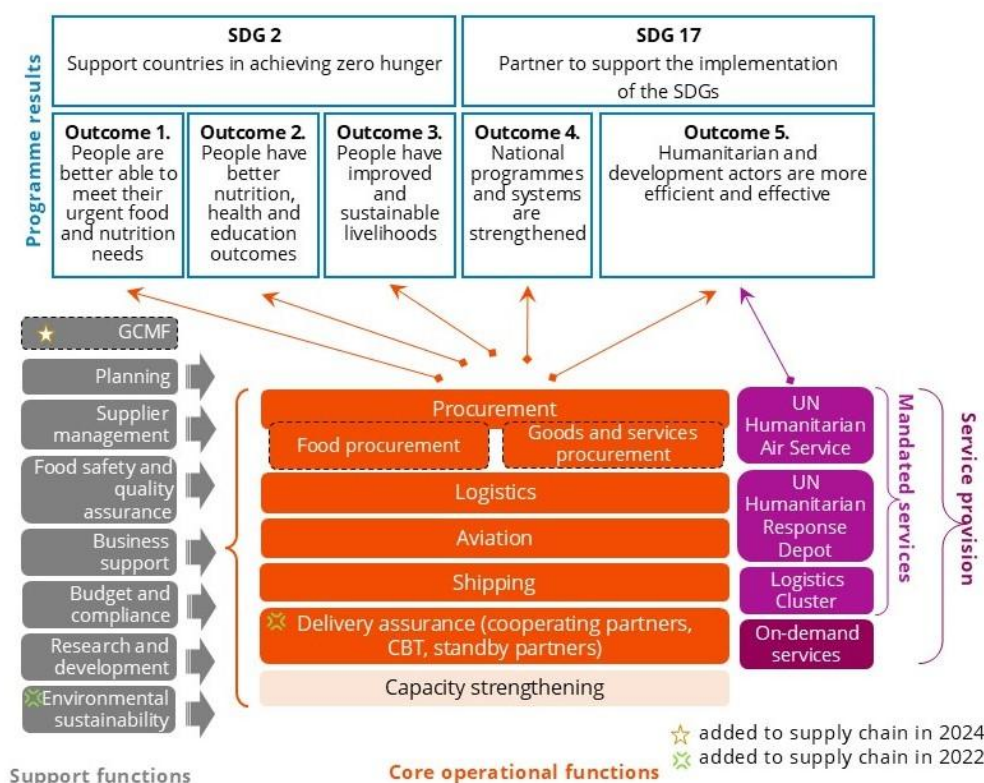 Programme results
SDG 2
Support countries in achieving zero hunger
SDG 17
Partner to support the implementation
of the SDGs
Outcome 1.
People are
better able to
meet their
urgent food
and nutrition
needs
Outcome 2.
People have
better
nutrition,
health and
education
outcomes
Outcome 3.
People have
improved
and
sustainable
livelihoods
Outcome 4.
National
programmes
and systems
are
strengthened
Outcome 5.
Humanitarian and
development actors are more
efficient and effective
GCMF
Planning
Supplier
management
Food safety and
quality
assurance
Business
support
Budget and
compliance
Research and
development
Environmental
sustainability
Support functions
Procurement
Food procurement
Goods and services
procurement
Logistics
Aviation
Shipping
Delivery assurance (cooperating partners,
CBT, standby partners)
Capacity strengthening
Core operational functions
UN
Humanitarian
Air Service
UN
Humanitarian
Response
Depot
Logistics
Cluster
On-demand
services
Mandated services
Service provision
added to supply chain in 2024
added to supply chain in 2022